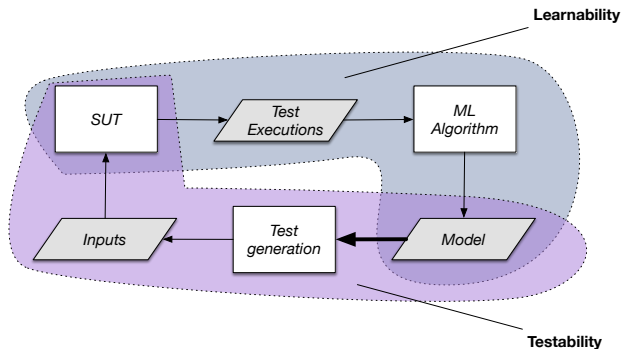 Learnability
SUT
Test
Executions
ML
Algorithm
Inputs
Test
generation
Model
Testability